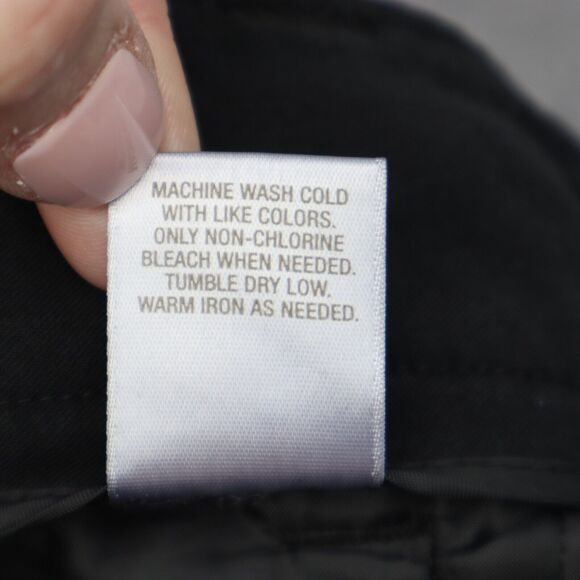 MACHINE WASH COLD
WITH LIKE COLORS.
ONLY NON-CHLORINE
BLEACH WHEN NEEDED.
TUMBLE DRY LOW.
WARM IRON AS NEEDED.